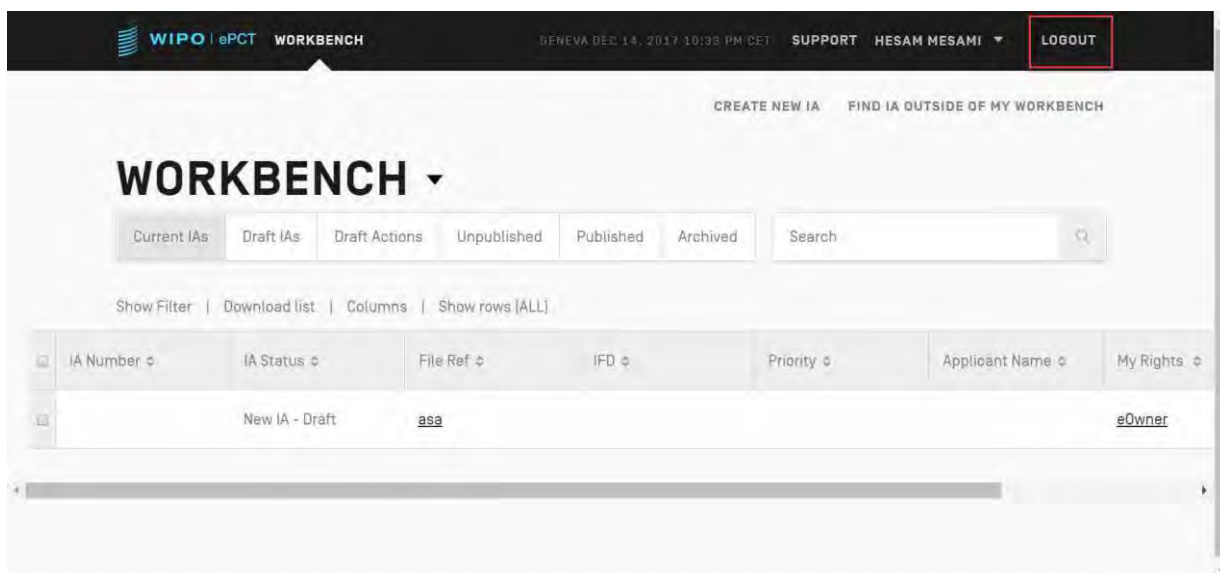 WIPO | ePCT WORKBENCH GENEVA DEC 14, 2017 10:33 PM CET SUPPORT HESAM MESAMI LOGOUT
CREATE NEW IA FIND IA OUTSIDE OF MY WORKBENCH
WORKBENCH
Current IAs Draft IAs Draft Actions Unpublished Published Archived Search
Show Filter | Download list | Columns | Show rows (ALL)
IA Number IA Status File Ref IFD Priority Applicant Name My Rights
New IA - Draft asa eOwner